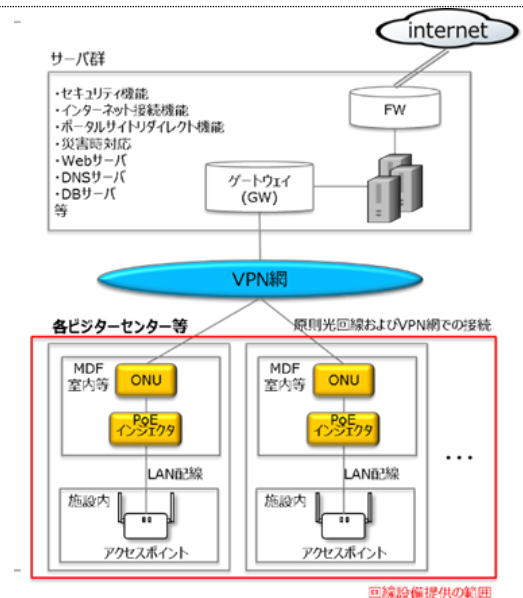 internet
サーバ群
・セキュリティ機能
・インターネット接続機能
・ポータルサイトリダイレクト機能
・災害時対応
・Webサーバ
・DNSサーバ
・DBサーバ
等
FW
ゲートウェイ
(GW)
VPN網
各ビジターセンター等
原則光回線およびVPN網での接続
MDF
室内等
ONU
PoE
インジェクタ
LAN配線
施設内
アクセスポイント
MDF
室内等
ONU
PoE
インジェクタ
LAN配線
施設内
アクセスポイント
…
回線設備提供の範囲